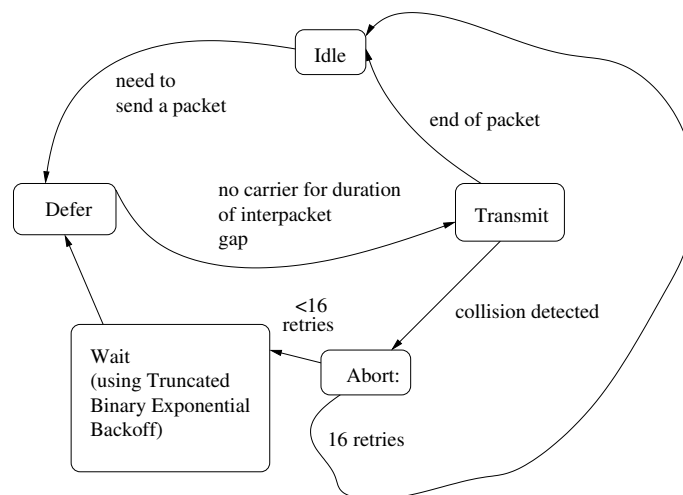 Idle
need to
send a packet
end of packet
no carrier for duration
of interpacket
gap
Defer
Transmit
<16
retries
collision detected
Wait
(using Truncated
Binary Exponential
Backoff)
Abort:
16 retries